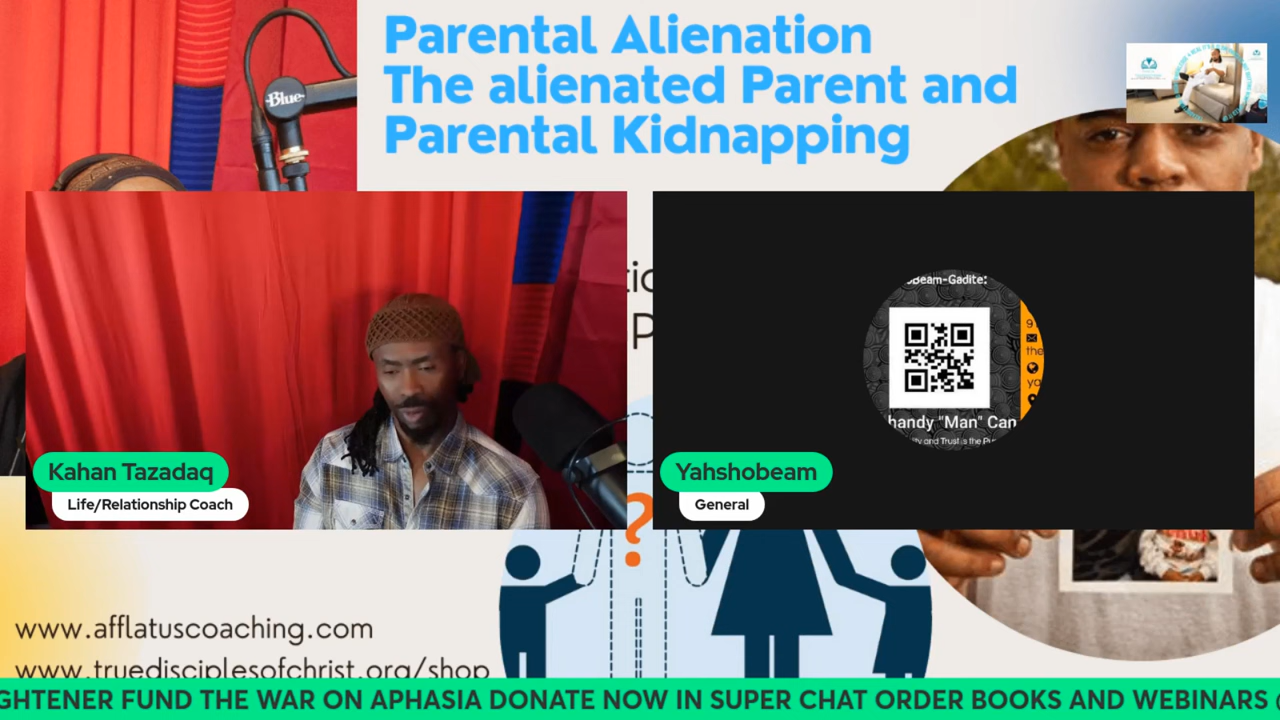 Parental Alienation
The alienated Parent and
Parental Kidnapping
Blue
Beam-Gadite:
handy "Man" Can
Kahan Tazadaq
Life/Relationship Coach
Yahshobeam
General
?
www.afflatuscoaching.com
www.truedisciplesofchrist.org/shop
GHTENER FUND THE WAR ON APHASIA DONATE NOW IN SUPER CHAT ORDER BOOKS AND WEBINARS